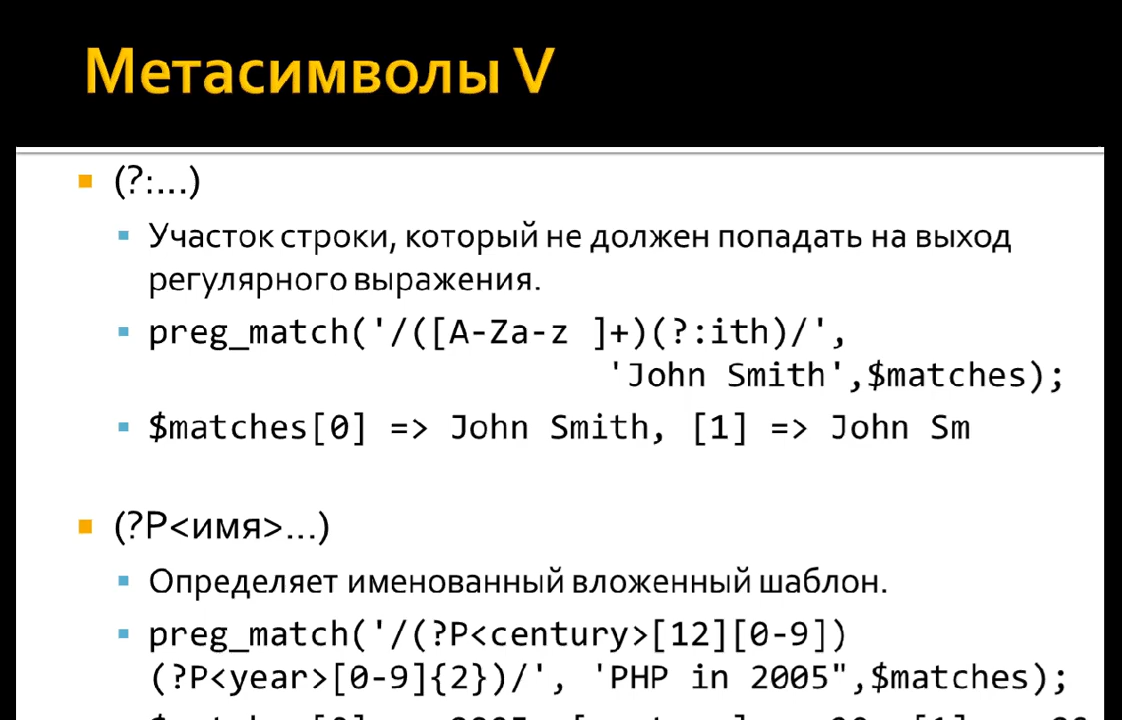 Метасимволы V
(?:...)
Участок строки, который не должен попадать на выход
регулярного выражения.
preg_match('/([A-Za-z ]+)(?:ith)/',
'John Smith',$matches);
$matches[0] => John Smith, [1] => John Sm
(?P<имя>...)
Определяет именованный вложенный шаблон.
preg_match('/(?P<century>[12][0-9])
(?P<year>[0-9]{2})/', 'PHP in 2005",$matches);